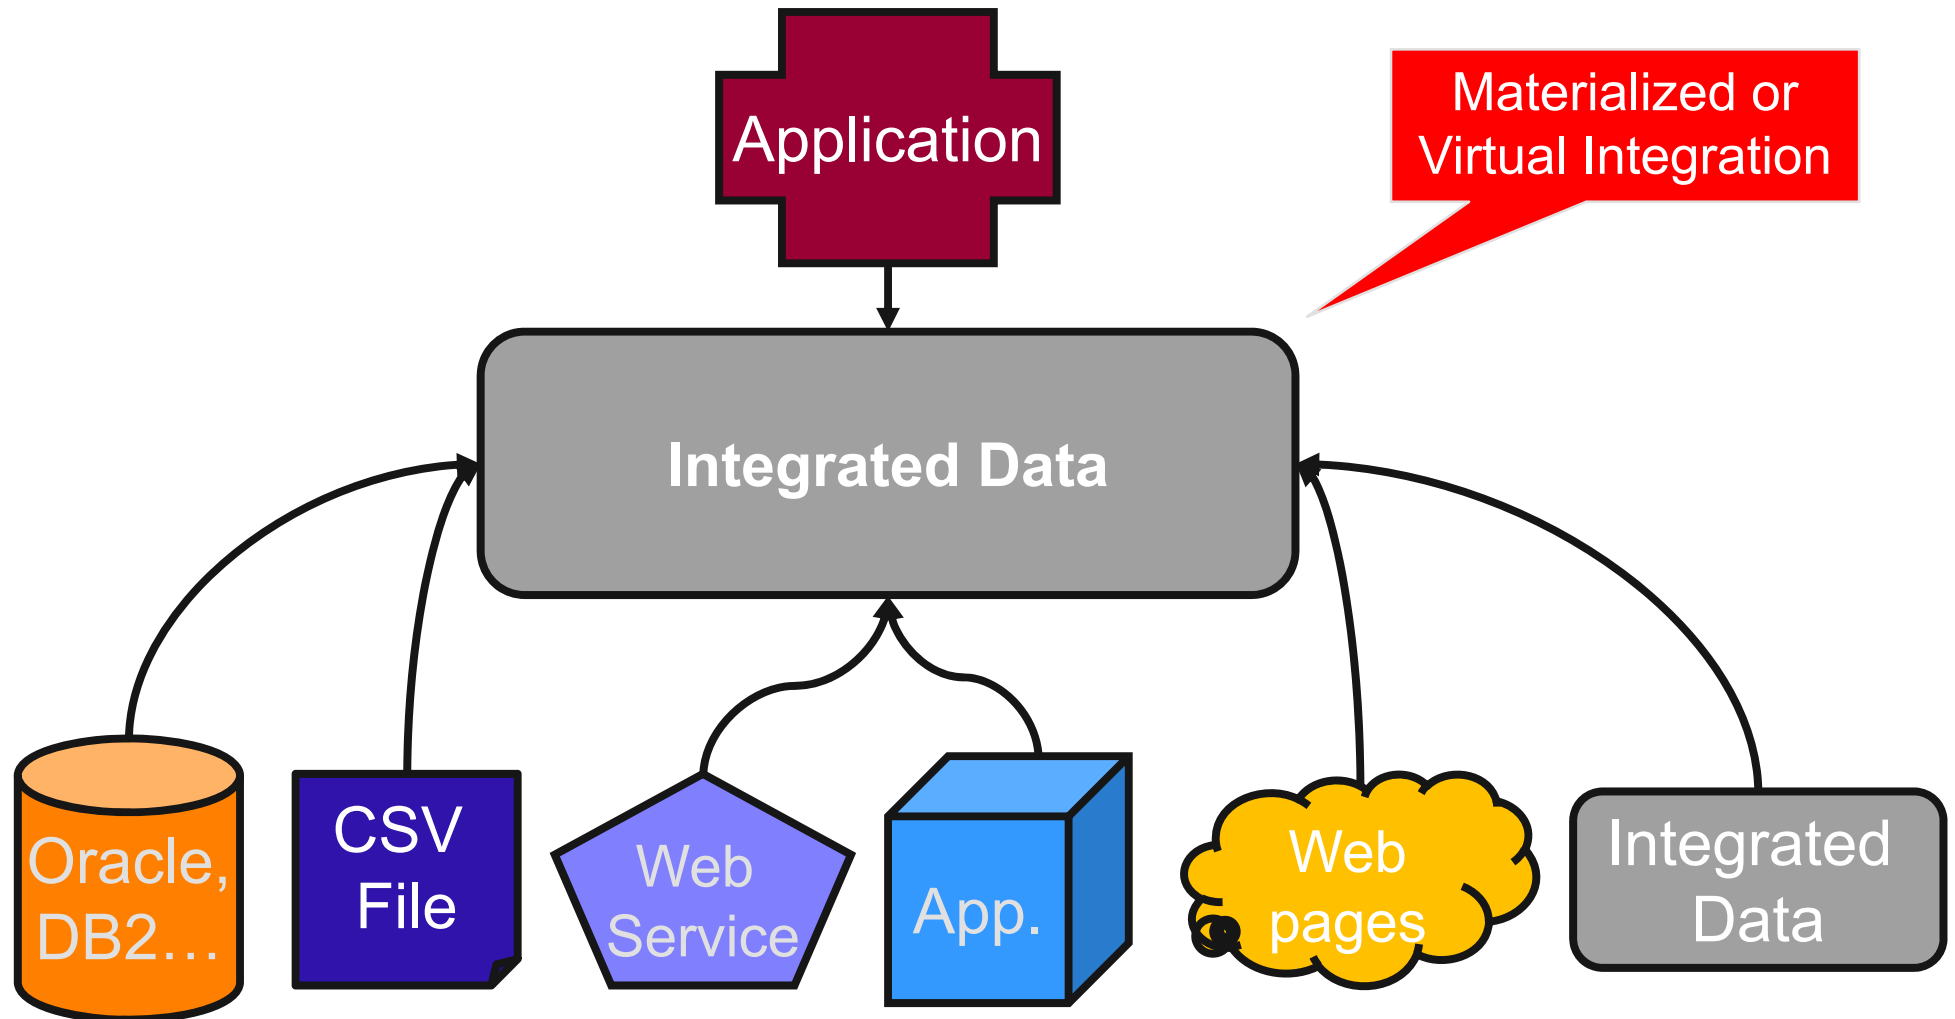 Application
Materialized or
Virtual Integration
Integrated Data
Oracle,
DB2…
CSV
File
Web
Service
App.
Web
pages
Integrated
Data